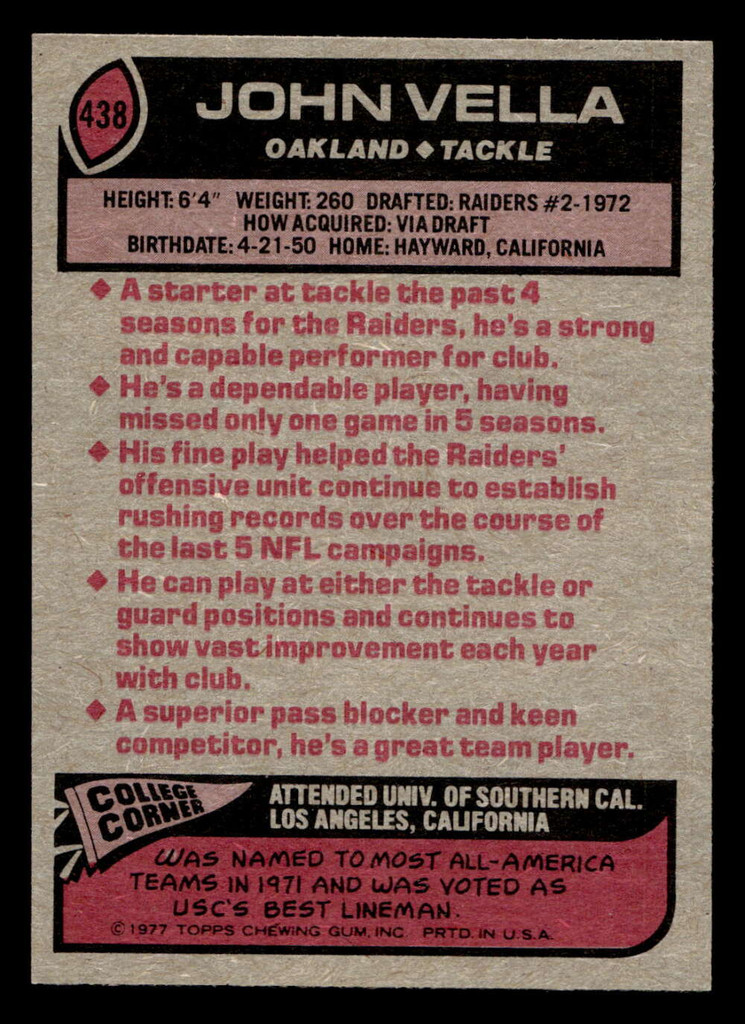 438
JOHN VELLA
OAKLAND ◆ TACKLE
HEIGHT: 6'4" WEIGHT: 260 DRAFTED: RAIDERS #2-1972
HOW ACQUIRED: VIA DRAFT
BIRTHDATE: 4-21-50 HOME: HAYWARD, CALIFORNIA
◆ A starter at tackle the past 4
seasons for the Raiders, he's a strong
and capable performer for club.
◆ He's a dependable player, having
missed only one game in 5 seasons.
◆ His fine play helped the Raiders'
offensive unit continue to establish
rushing records over the course of
the last 5 NFL campaigns.
◆ He can play at either the tackle or
guard positions and continues to
show vast improvement each year
with club.
◆ A superior pass blocker and keen
competitor, he's a great team player.
COLLEGE
CORNER
ATTENDED UNIV. OF SOUTHERN CAL.
LOS ANGELES, CALIFORNIA
WAS NAMED TO MOST ALL-AMERICA
TEAMS IN 1971 AND WAS VOTED AS
USC'S BEST LINEMAN.
© 1977 TOPPS CHEWING GUM, INC. PRTD. IN U.S.A.